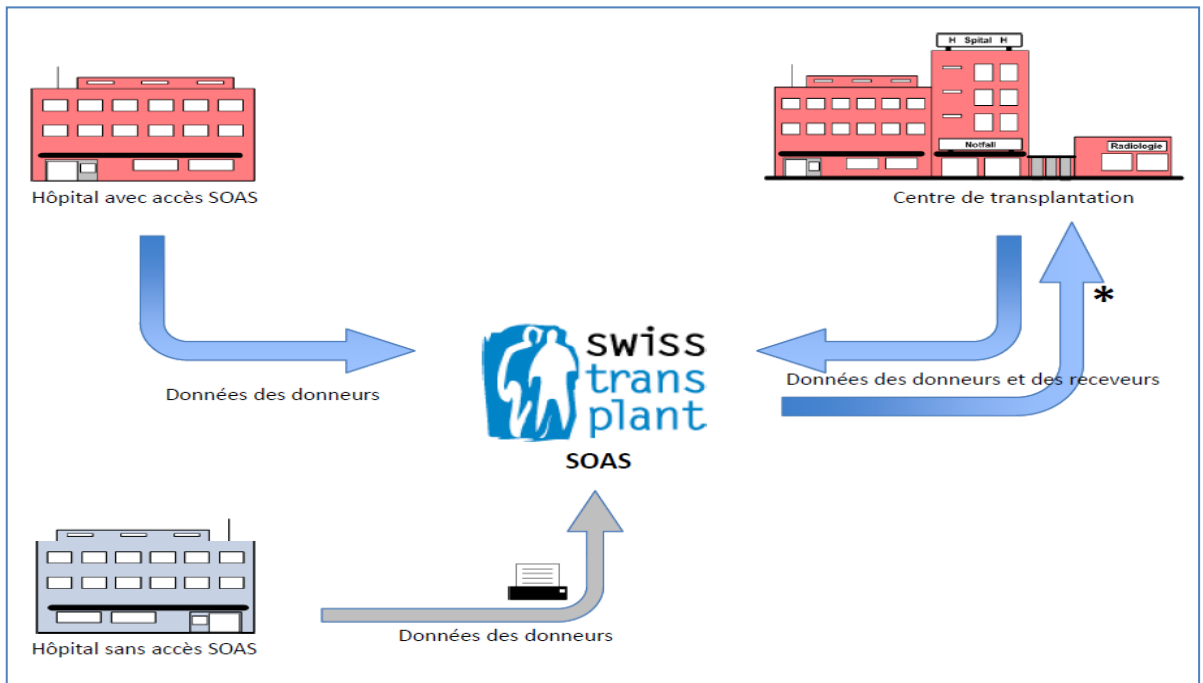 H Spital H
Notfall
Radiologie
Hôpital avec accès SOAS
Centre de transplantation
*
swiss
trans
plant
Données des donneurs
Données des donneurs et des receveurs
SOAS
Données des donneurs
Hôpital sans accès SOAS